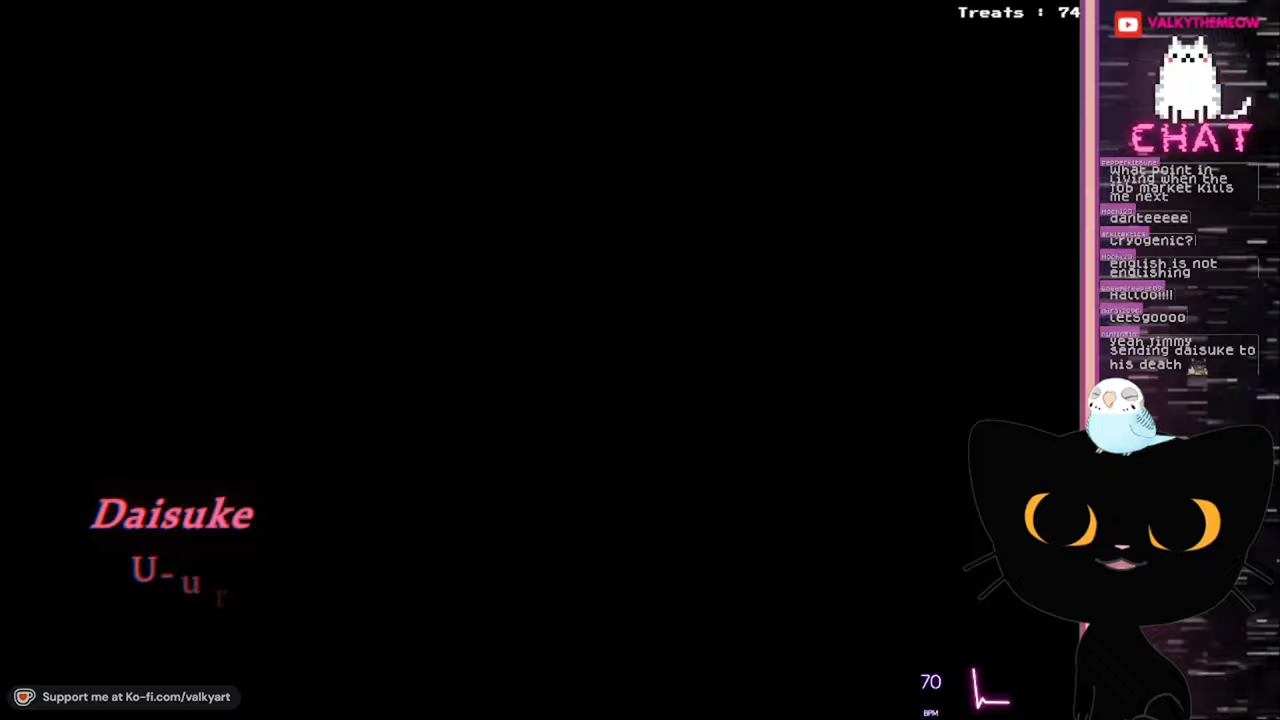 Treats : 74
VALKYTHEMEOW
CHAT
What point in
living when the
job market kills
me next
danteeeee
cryogenic?
english is not
englishing
Halloo!!!!
letsgoooo
yeah jimmy
sending daisuke to
his death
Daisuke
U-ur
70
BPM
Support me at Ko-fi.com/valkyart